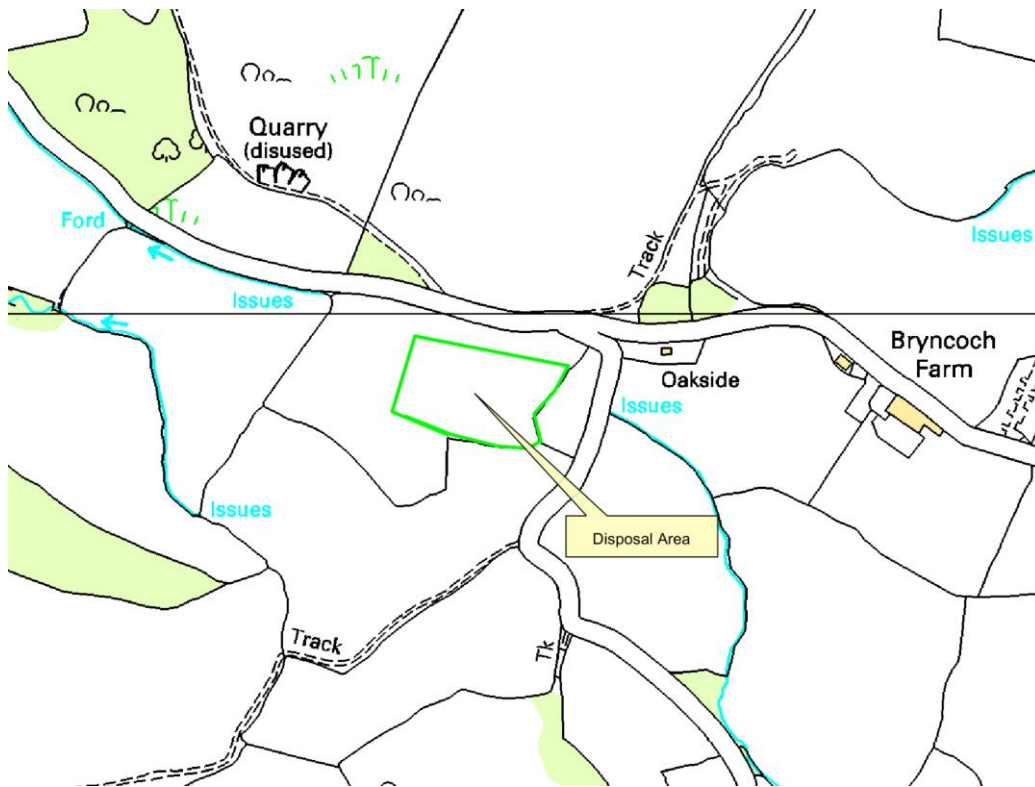 Quarry
(disused)
Ford
Track
Issues
Issues
Bryncoch
Farm
Oakside
Issues
Issues
Disposal Area
Track
Tk